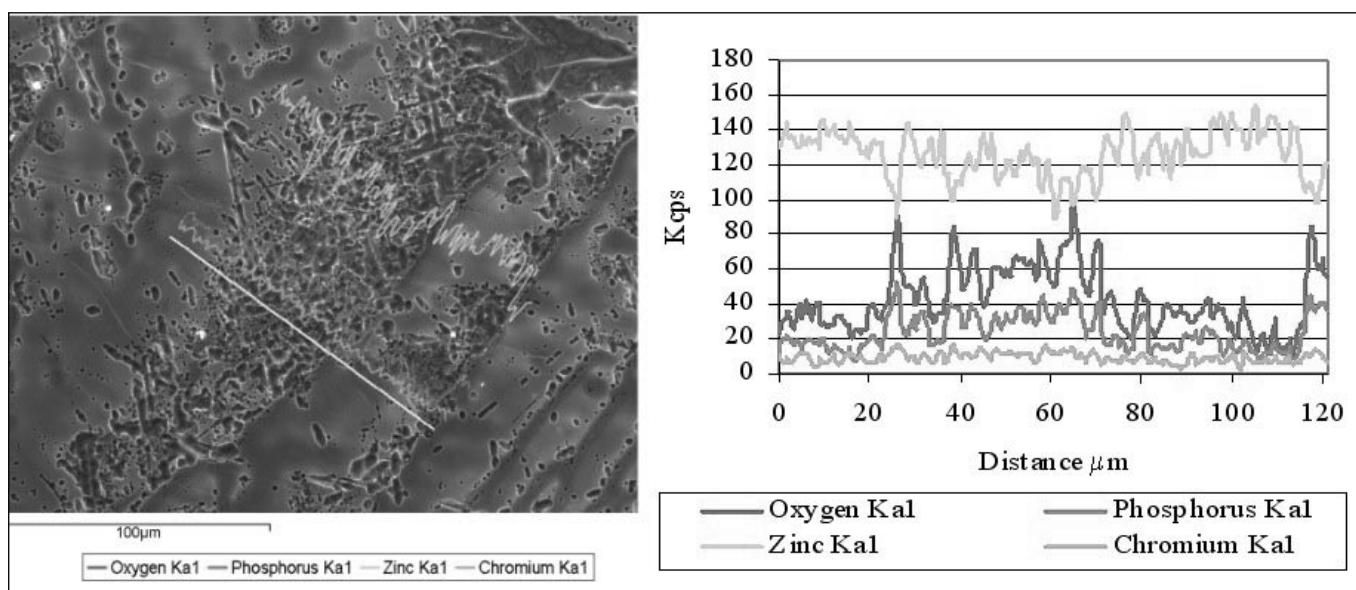 100μm
Oxygen Ka1 Phosphorus Ka1 Zinc Ka1 Chromium Ka1
180
160
140
120
100
80
60
40
20
0
Kcps
0 20 40 60 80 100 120
Distance μm
Oxygen Ka1 Phosphorus Ka1
Zinc Ka1 Chromium Ka1